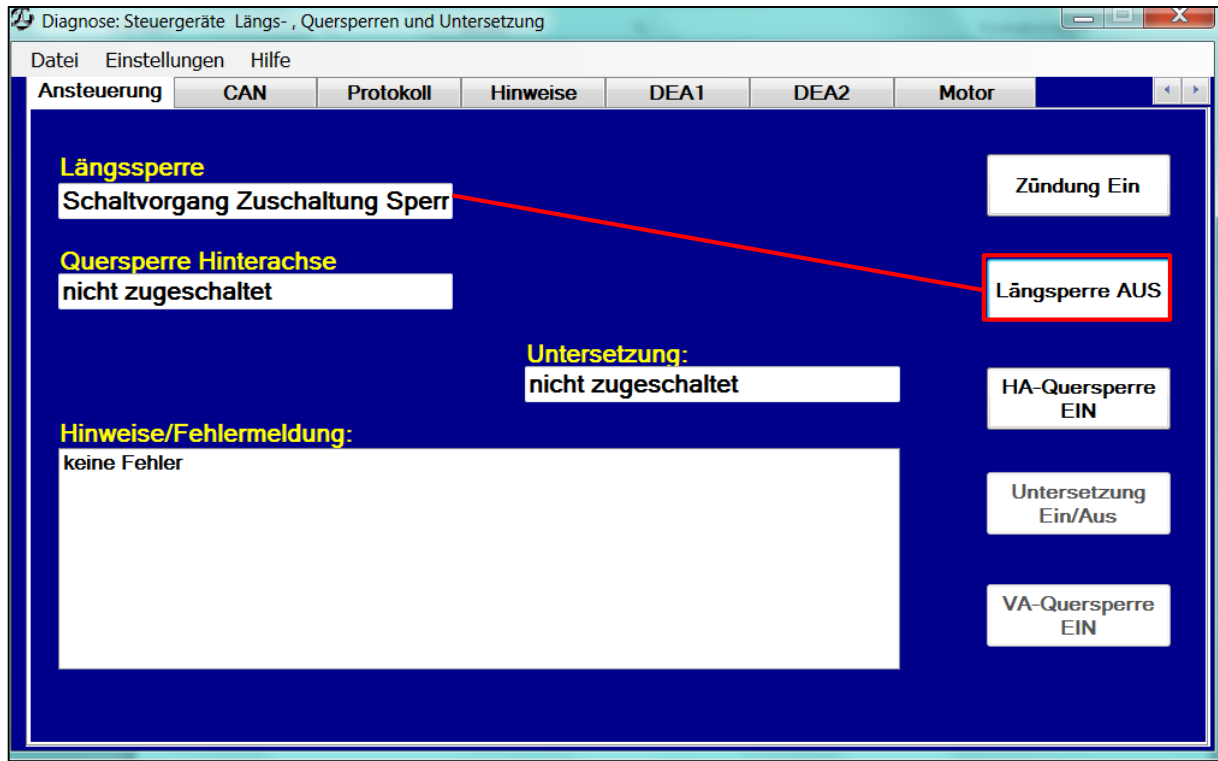 Diagnose: Steuergeräte Längs- , Quersperren und Untersetzung
Datei Einstellungen Hilfe
Ansteuerung CAN Protokoll Hinweise DEA1 DEA2 Motor
Längssperre
Schaltvorgang Zuschaltung Sperr
Zündung Ein
Quersperre Hinterachse
nicht zugeschaltet
Längsperre AUS
Untersetzung:
nicht zugeschaltet
HA-Quersperre
EIN
Hinweise/Fehlermeldung:
keine Fehler
Untersetzung
Ein/Aus
VA-Quersperre
EIN